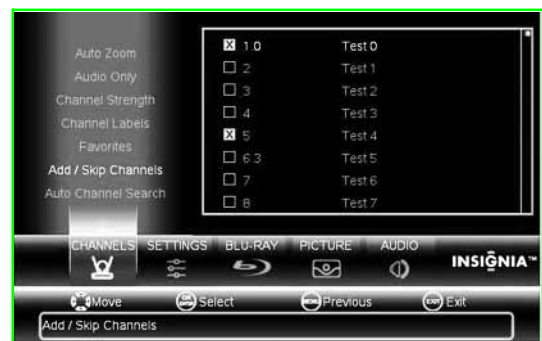 Auto Zoom
Audio Only
Channel Strength
Channel Labels
Favorites
Add / Skip Channels
Auto Channel Search
X 1.0 Test 0
2 Test 1
3 Test 2
4 Test 3
X 5 Test 4
6.3 Test 5
7 Test 6
8 Test 7
CHANNELS SETTINGS BLU-RAY PICTURE AUDIO
INSIGNIA™
Move Select MENU Previous EXIT Exit
Add / Skip Channels